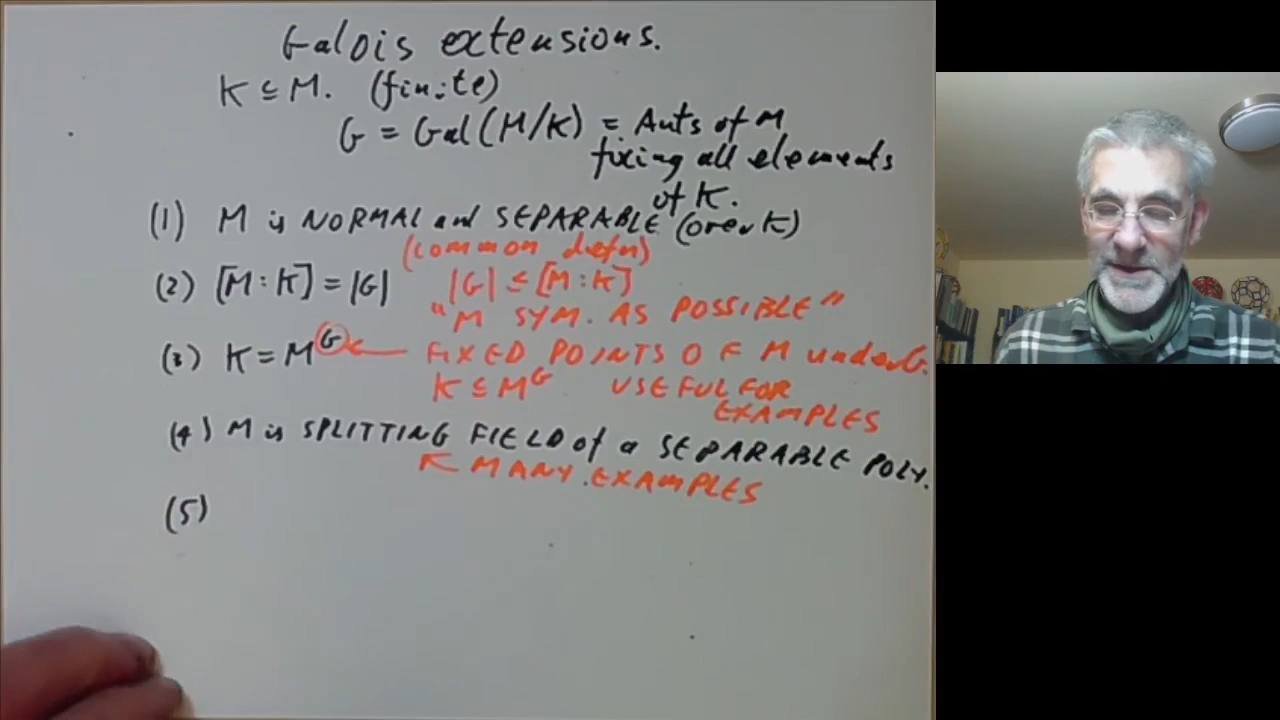 Galois extensions.
K ⊆ M. (finite)
G = Gal(M/K) = Auts of M
fixing all elements
of K.
(1) M is NORMAL and SEPARABLE (over K)
(common defn)
(2) [M:K] = |G| |G| ≤ [M:K]
"M SYM. AS POSSIBLE"
(3) K = M^G ← FIXED POINTS OF M under G.
K ⊆ M^G USEFUL FOR
EXAMPLES
(4) M is SPLITTING FIELD of a SEPARABLE POLY.
↖ MANY EXAMPLES
(5)